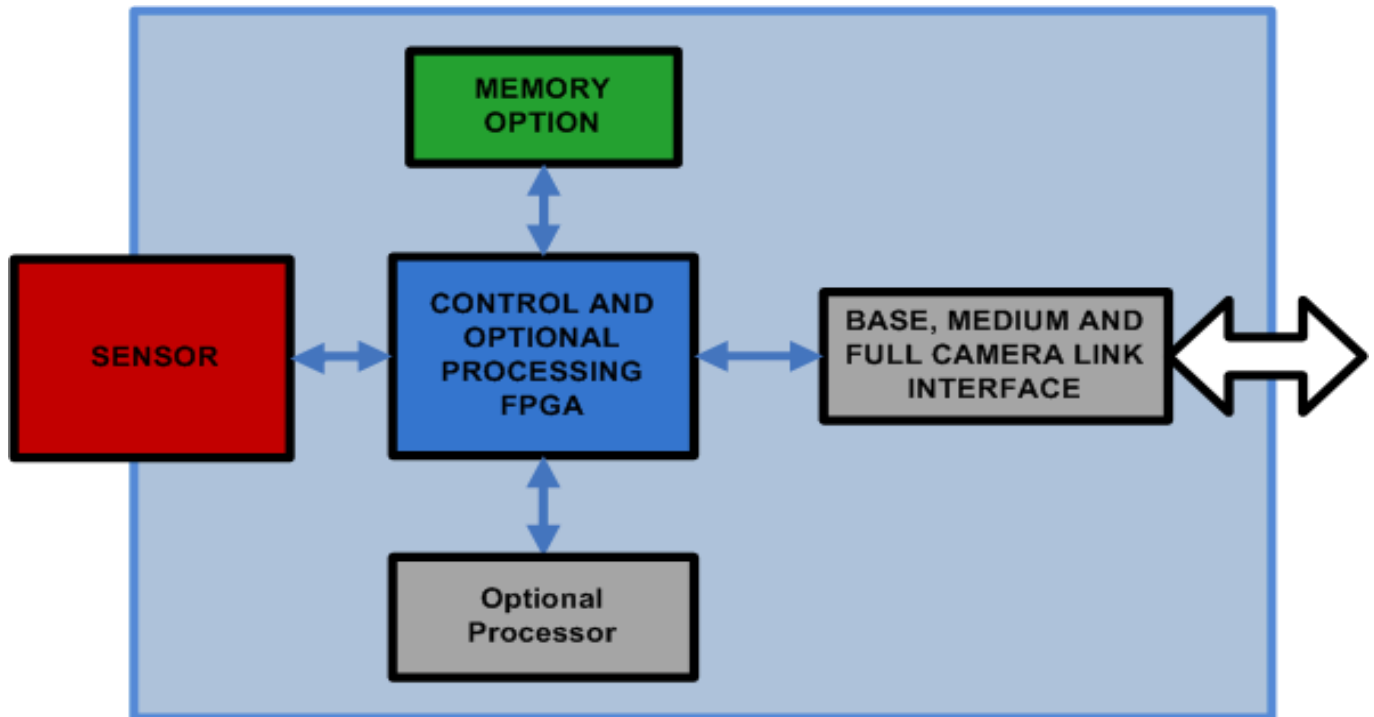 MEMORY
OPTION
SENSOR
CONTROL AND
OPTIONAL
PROCESSING
FPGA
BASE, MEDIUM AND
FULL CAMERA LINK
INTERFACE
Optional
Processor